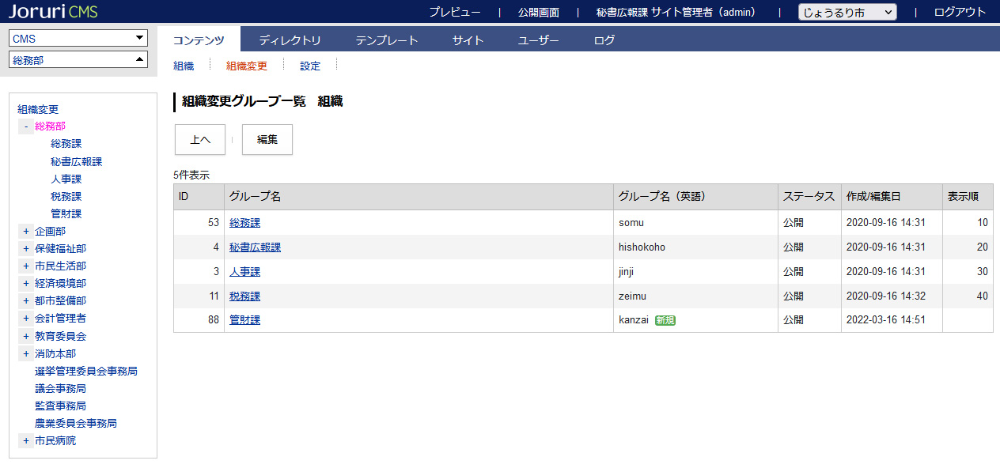 Joruri CMS
プレビュー | 公開画面 | 秘書広報課 サイト管理者（admin） | じょうるり市 | ログアウト
CMS
総務部
コンテンツ ディレクトリ テンプレート サイト ユーザー ログ
組織 組織変更 設定
組織変更
- 総務部
総務課
秘書広報課
人事課
税務課
管財課
+ 企画部
+ 保健福祉部
+ 市民生活部
+ 経済環境部
+ 都市整備部
+ 会計管理者
+ 教育委員会
+ 消防本部
選挙管理委員会事務局
議会事務局
監査事務局
農業委員会事務局
+ 市民病院
組織変更グループ一覧 組織
上へ 編集
5件表示
ID グループ名 グループ名（英語） ステータス 作成/編集日 表示順
53 総務課 somu 公開 2020-09-16 14:31 10
4 秘書広報課 hishokoho 公開 2020-09-16 14:31 20
3 人事課 jinji 公開 2020-09-16 14:31 30
11 税務課 zeimu 公開 2020-09-16 14:32 40
88 管財課 kanzai 新規 公開 2022-03-16 14:51